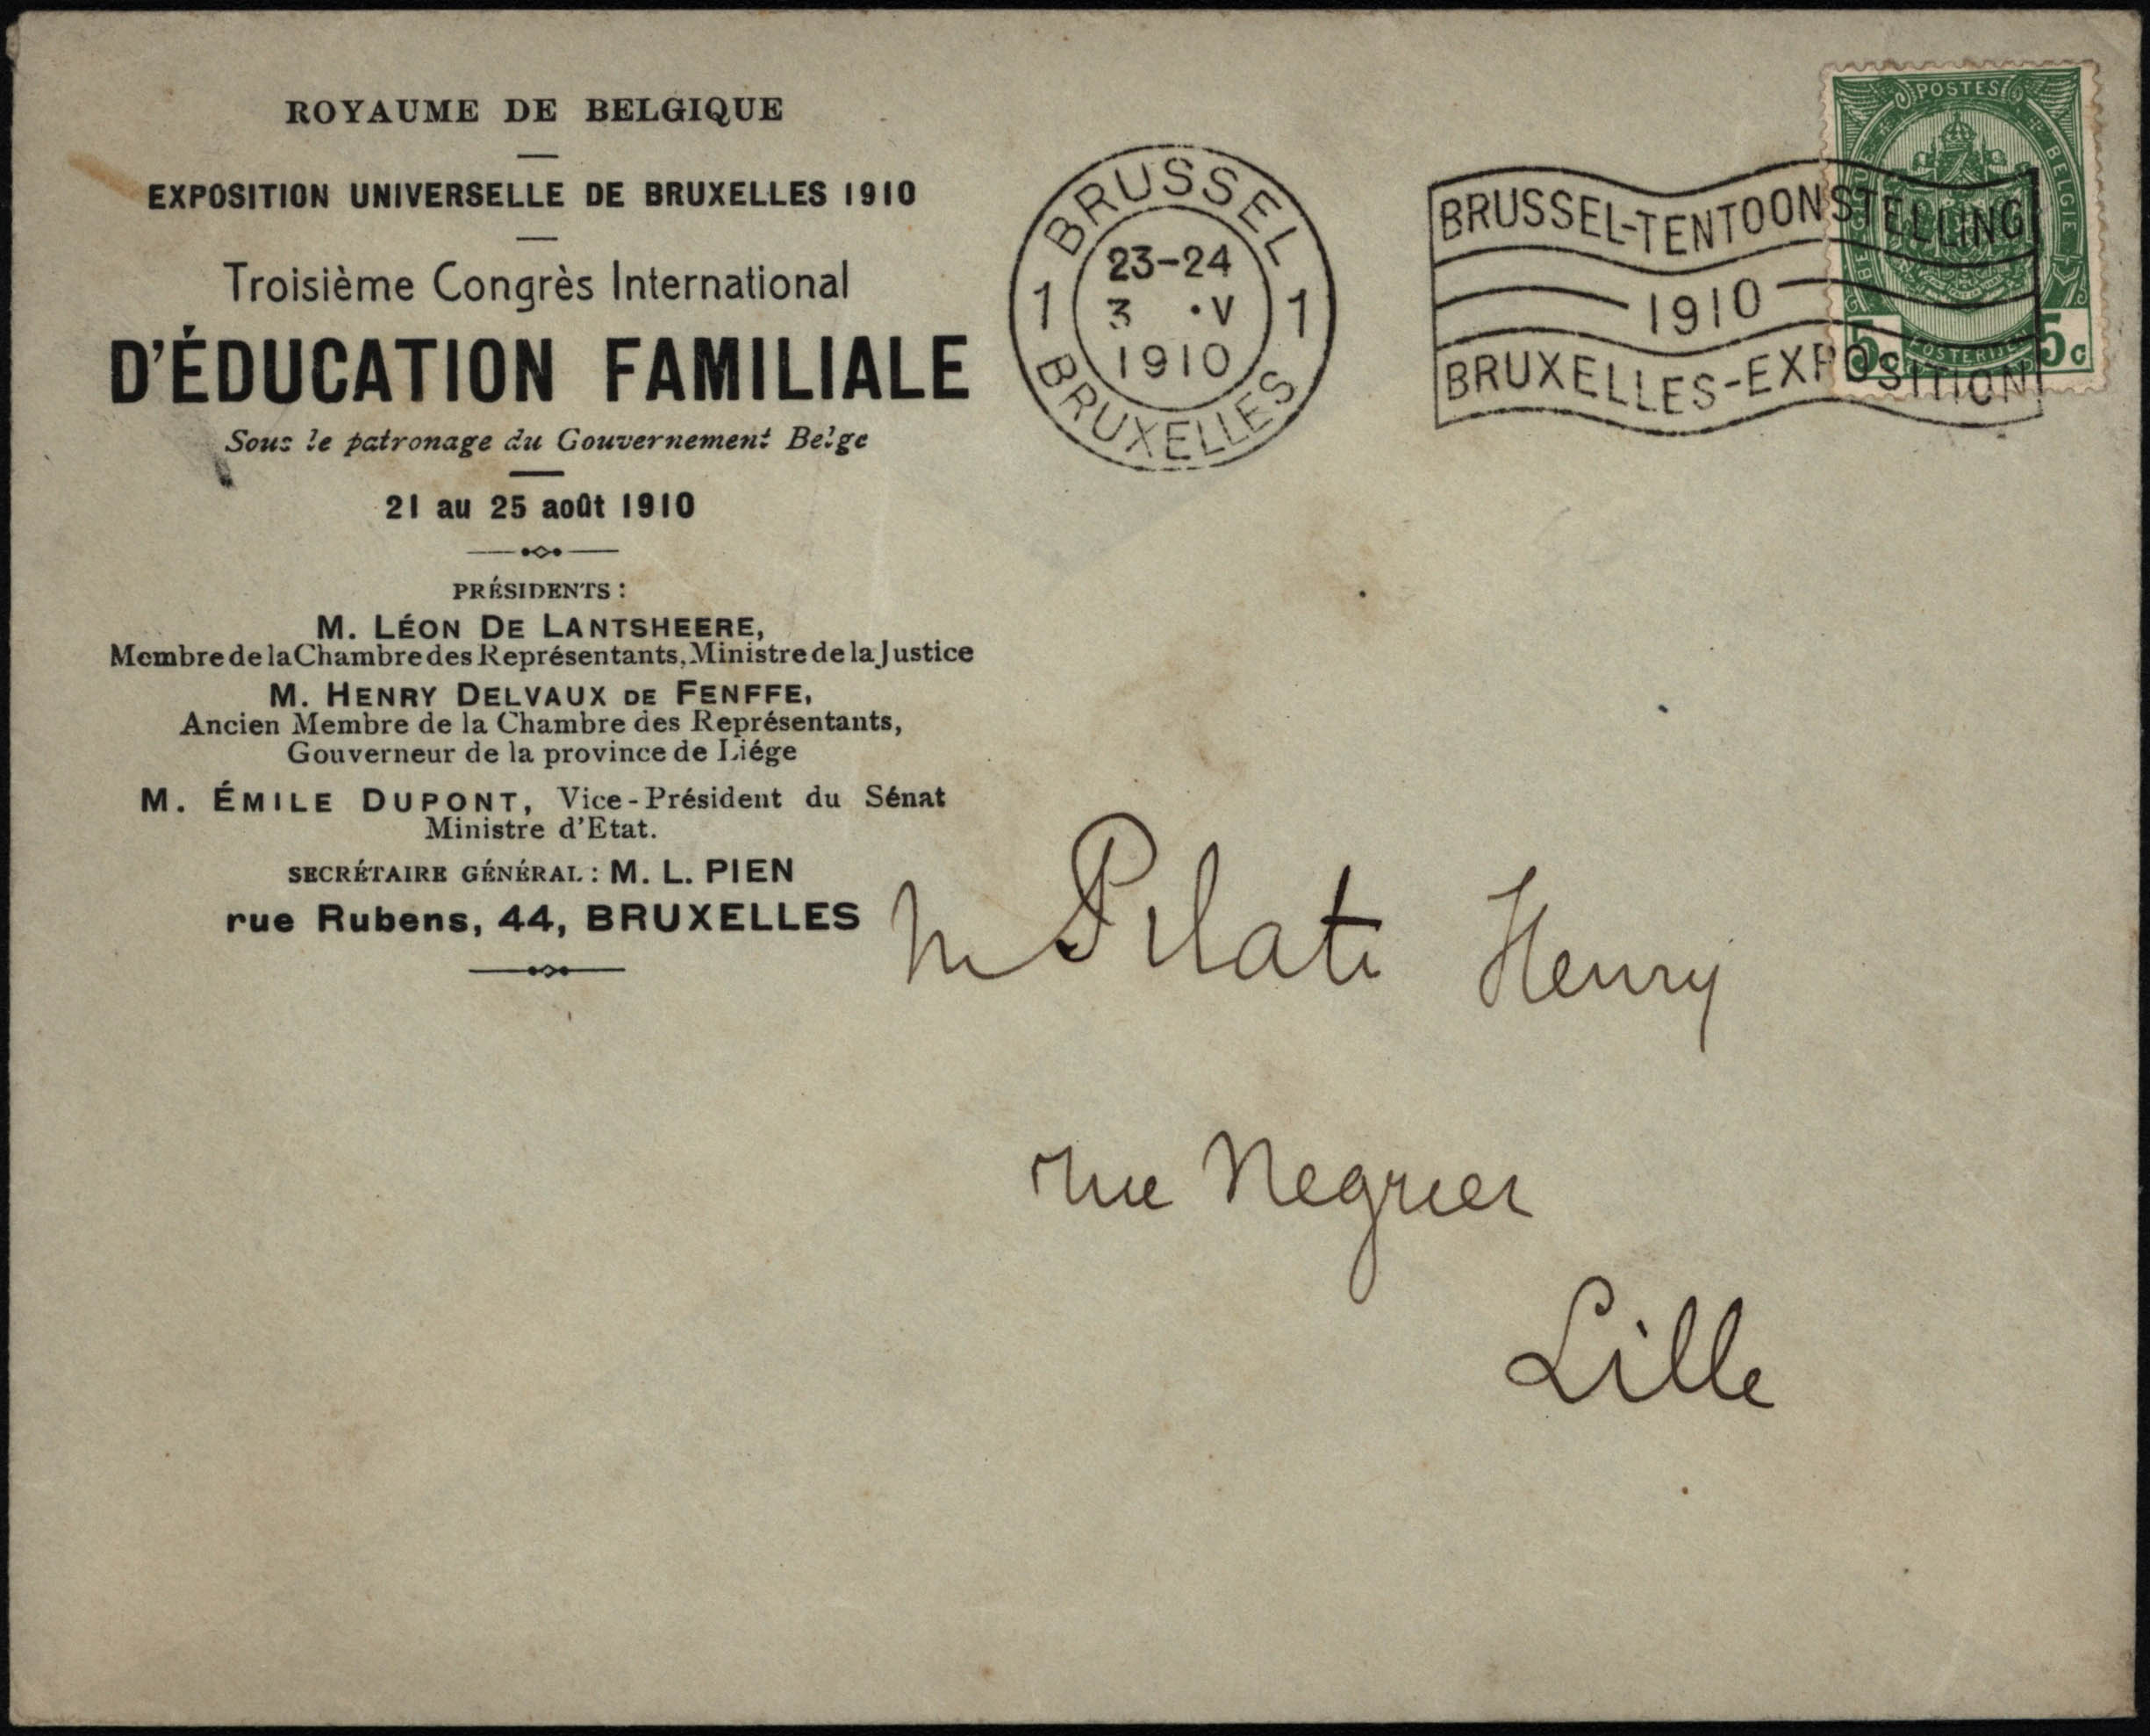 ROYAUME DE BELGIQUE
EXPOSITION UNIVERSELLE DE BRUXELLES 1910
Troisième Congrès International
D'ÉDUCATION FAMILIALE
Sous le patronage du Gouvernement Belge
21 au 25 août 1910
PRÉSIDENTS :
M. LÉON DE LANTSHEERE,
Membre de la Chambre des Représentants, Ministre de la Justice
M. HENRY DELVAUX DE FENFFE,
Ancien Membre de la Chambre des Représentants,
Gouverneur de la province de Liége
M. ÉMILE DUPONT, Vice-Président du Sénat
Ministre d'Etat.
SECRÉTAIRE GÉNÉRAL : M. L. PIEN
rue Rubens, 44, BRUXELLES
BRUSSEL
23-24
1 3 ·V 1
1910
BRUXELLES
BRUSSEL-TENTOONSTELLING
1910
BRUXELLES-EXPOSITION
POSTES
BELGIQUE
BELGIE
POSTERIJEN
5c 5c
M Pilati Henry
rue Negrier
Lille